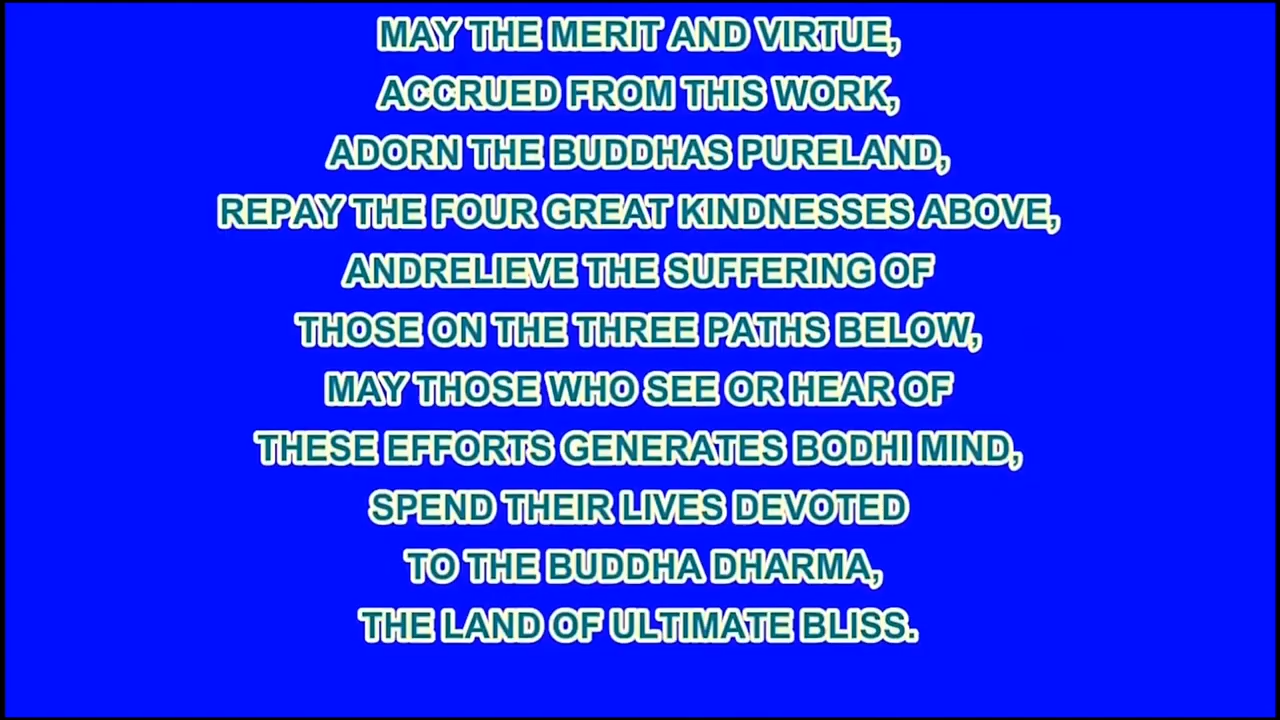 MAY THE MERIT AND VIRTUE,
ACCRUED FROM THIS WORK,
ADORN THE BUDDHAS PURELAND,
REPAY THE FOUR GREAT KINDNESSES ABOVE,
ANDRELIEVE THE SUFFERING OF
THOSE ON THE THREE PATHS BELOW,
MAY THOSE WHO SEE OR HEAR OF
THESE EFFORTS GENERATES BODHI MIND,
SPEND THEIR LIVES DEVOTED
TO THE BUDDHA DHARMA,
THE LAND OF ULTIMATE BLISS.